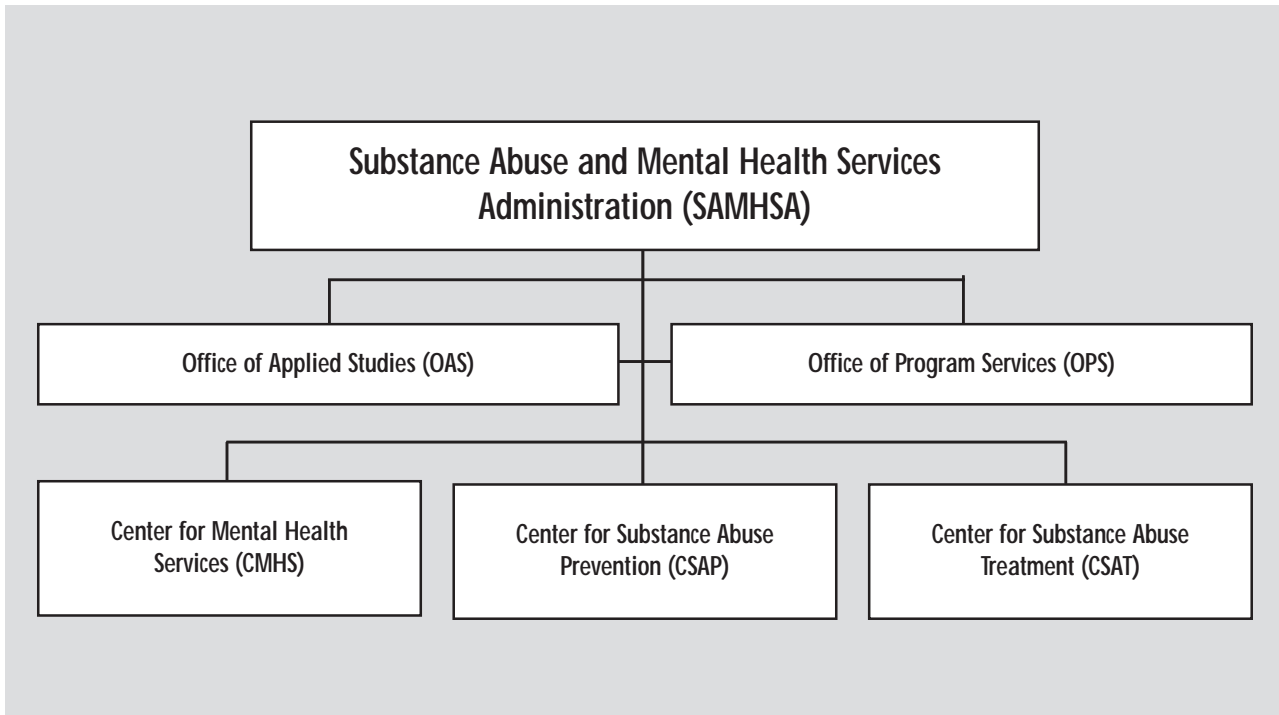 Substance Abuse and Mental Health Services
Administration (SAMHSA)
Office of Applied Studies (OAS)
Office of Program Services (OPS)
Center for Mental Health
Services (CMHS)
Center for Substance Abuse
Prevention (CSAP)
Center for Substance Abuse
Treatment (CSAT)